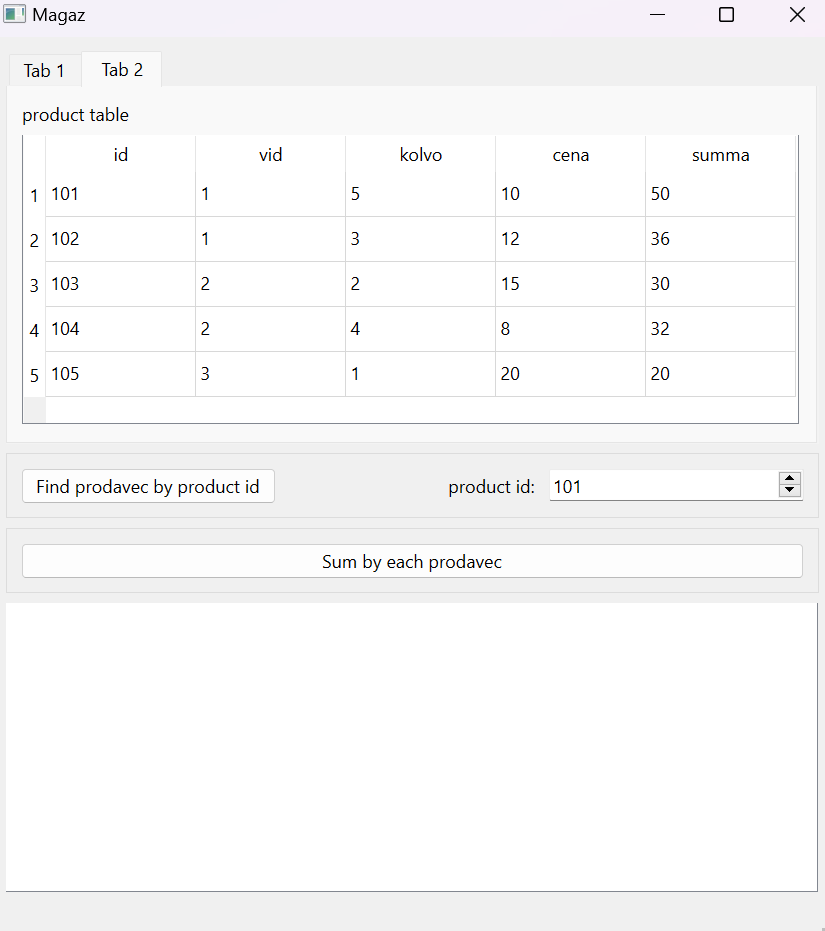 Magaz
Tab 1 Tab 2
product table
id vid kolvo cena summa
1 101 1 5 10 50
2 102 1 3 12 36
3 103 2 2 15 30
4 104 2 4 8 32
5 105 3 1 20 20
Find prodavec by product id product id: 101
Sum by each prodavec